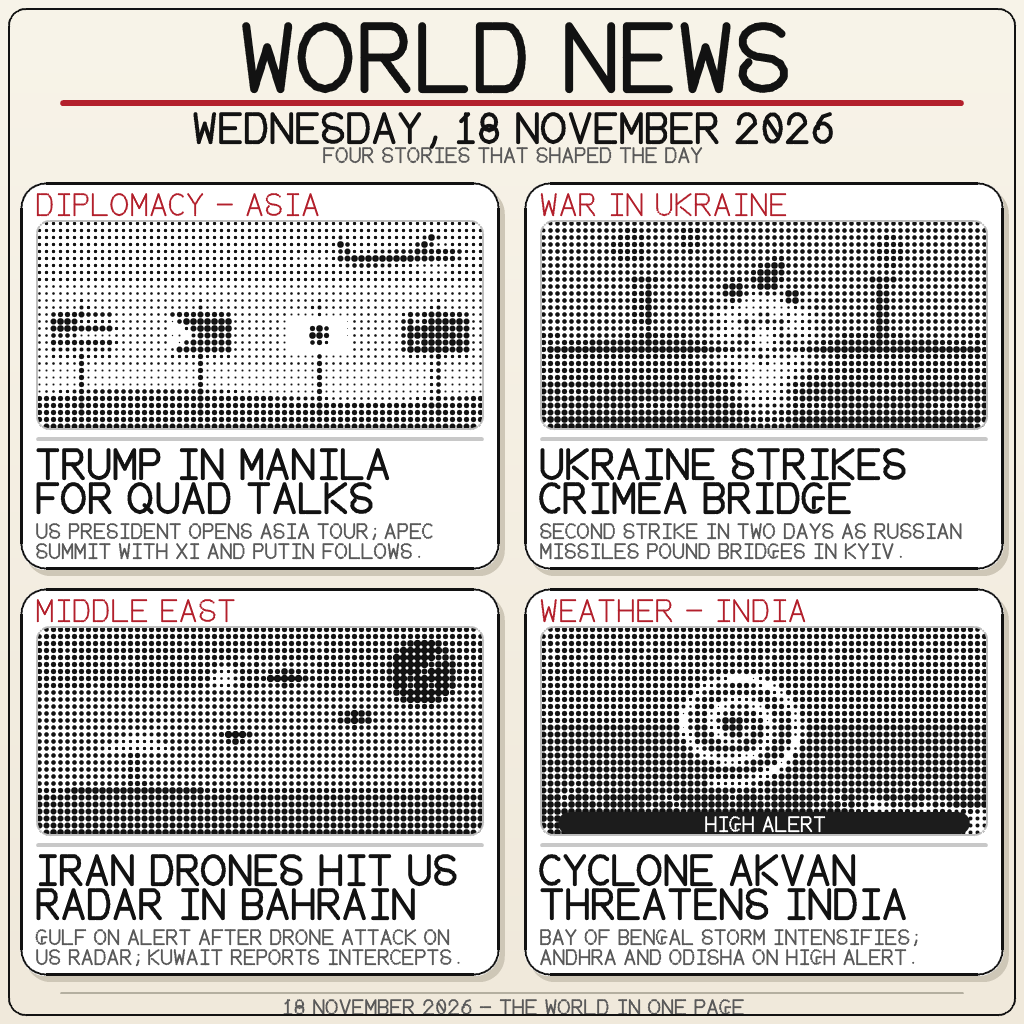 WORLD NEWS
WEDNESDAY, 18 NOVEMBER 2026
FOUR STORIES THAT SHAPED THE DAY
DIPLOMACY – ASIA
TRUMP IN MANILA
FOR QUAD TALKS
US PRESIDENT OPENS ASIA TOUR; APEC
SUMMIT WITH XI AND PUTIN FOLLOWS.
WAR IN UKRAINE
UKRAINE STRIKES
CRIMEA BRIDGE
SECOND STRIKE IN TWO DAYS AS RUSSIAN
MISSILES POUND BRIDGES IN KYIV.
MIDDLE EAST
IRAN DRONES HIT US
RADAR IN BAHRAIN
GULF ON ALERT AFTER DRONE ATTACK ON
US RADAR; KUWAIT REPORTS INTERCEPTS.
WEATHER – INDIA
HIGH ALERT
CYCLONE AKVAN
THREATENS INDIA
BAY OF BENGAL STORM INTENSIFIES;
ANDHRA AND ODISHA ON HIGH ALERT.
18 NOVEMBER 2026 – THE WORLD IN ONE PAGE